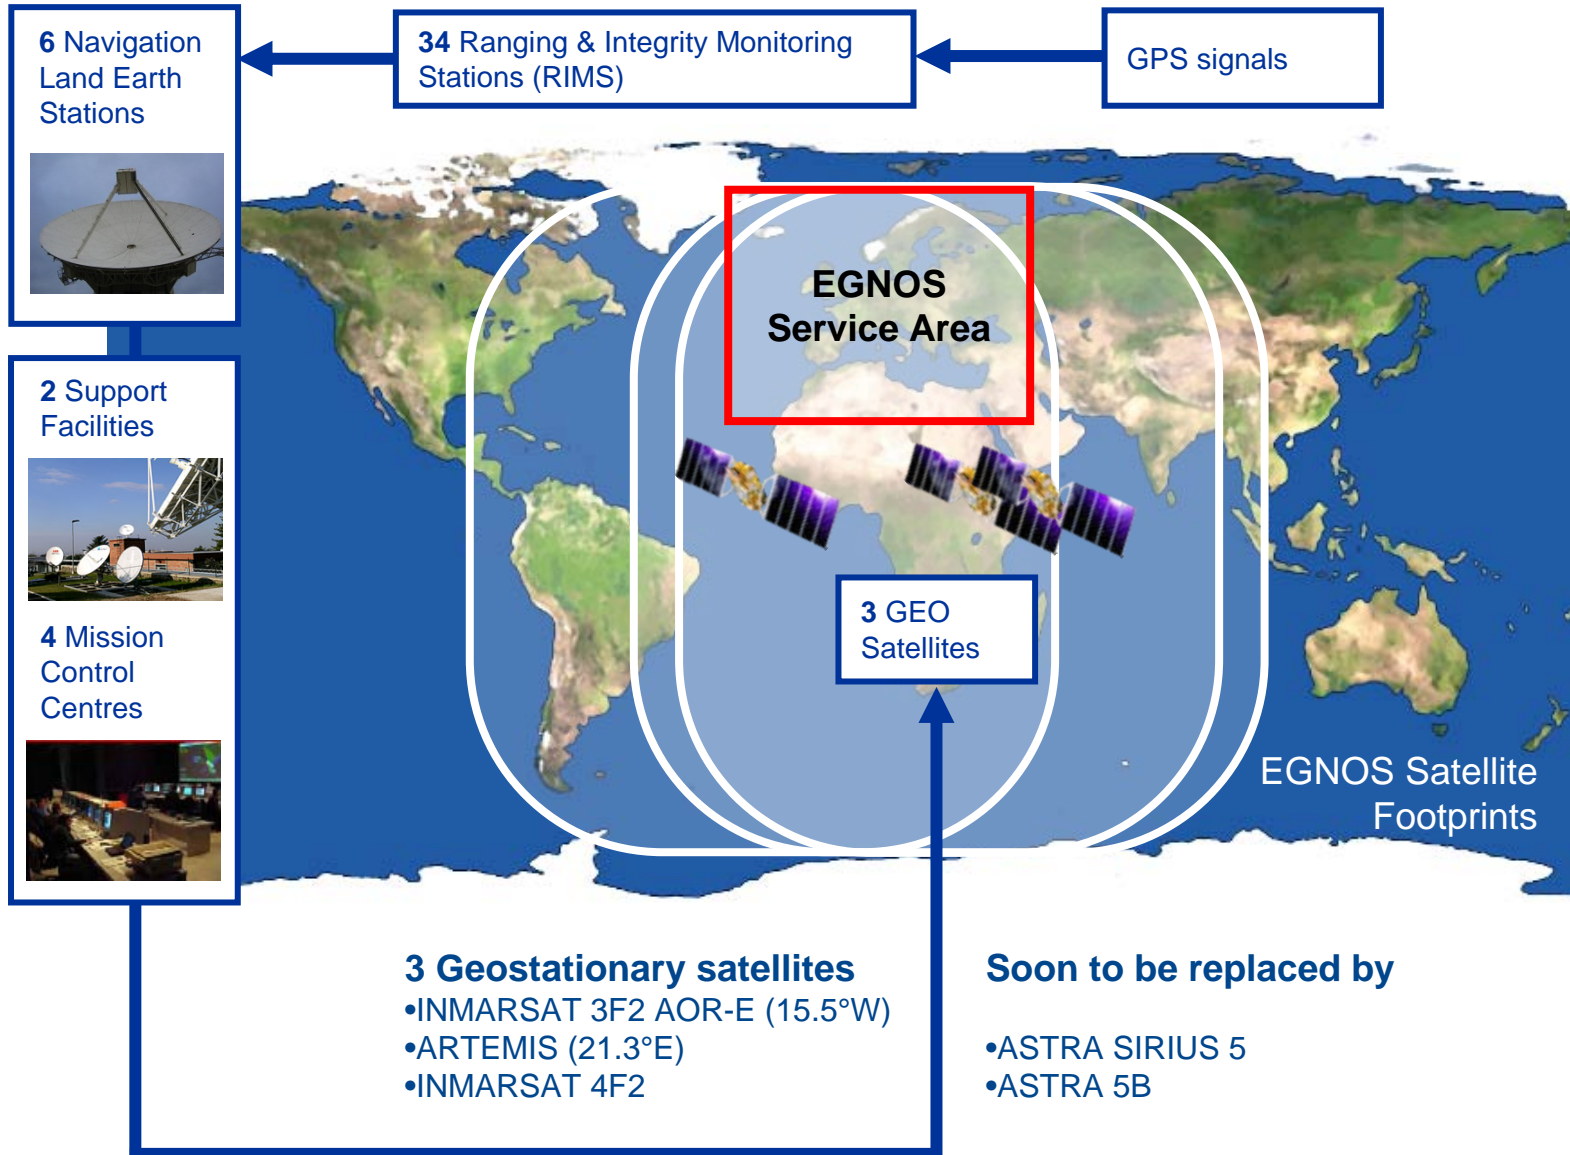 6 Navigation
Land Earth
Stations
34 Ranging & Integrity Monitoring
Stations (RIMS)
GPS signals
EGNOS
Service Area
2 Support
Facilities
4 Mission
Control
Centres
3 GEO
Satellites
EGNOS Satellite
Footprints
3 Geostationary satellites
•INMARSAT 3F2 AOR-E (15.5°W)
•ARTEMIS (21.3°E)
•INMARSAT 4F2
Soon to be replaced by
•ASTRA SIRIUS 5
•ASTRA 5B